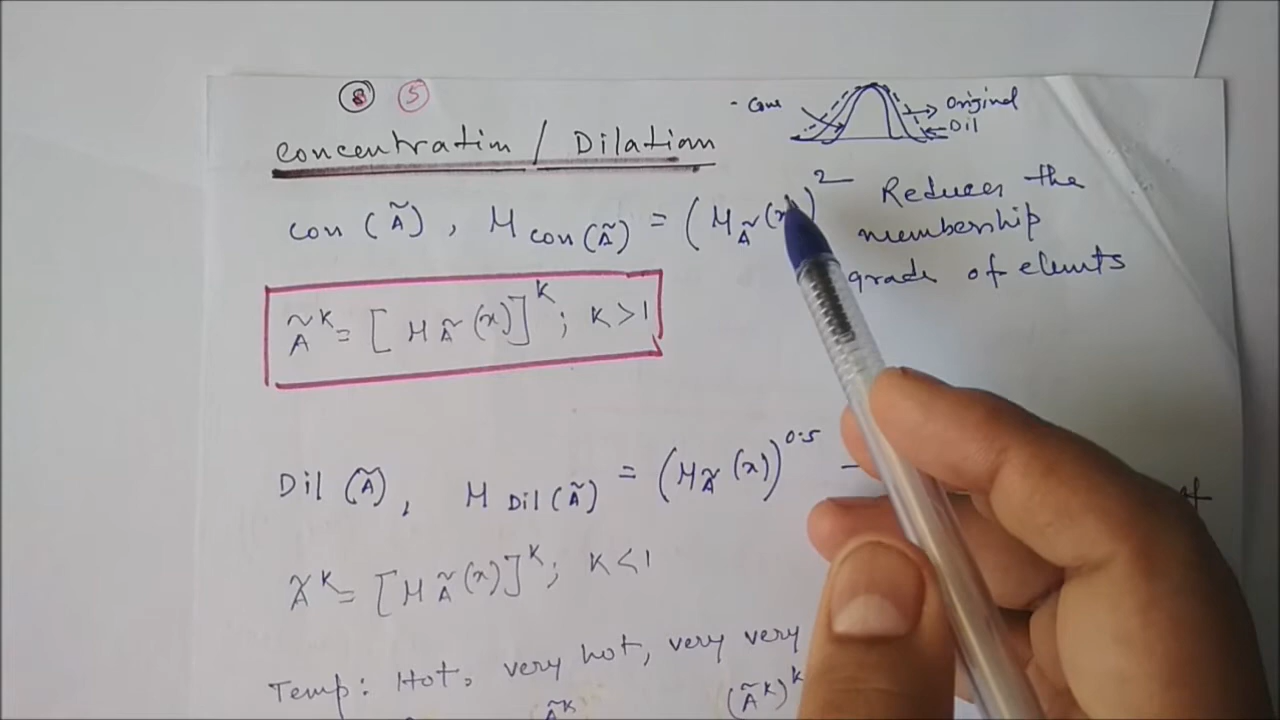 8 5
- Conc Original
Dil
Concentration / Dilation
con (Ã), M con(Ã) = (M Ã (x))² Reduces the
membership
grade of elements
Ã^K = [M Ã (x)]^K; K > 1
Dil (Ã), M Dil(Ã) = (M Ã (x))^0.5 -
Ã^K = [M Ã (x)]^K; K < 1
Temp: Hot, very hot, very very
Ã^K (Ã^K)^K